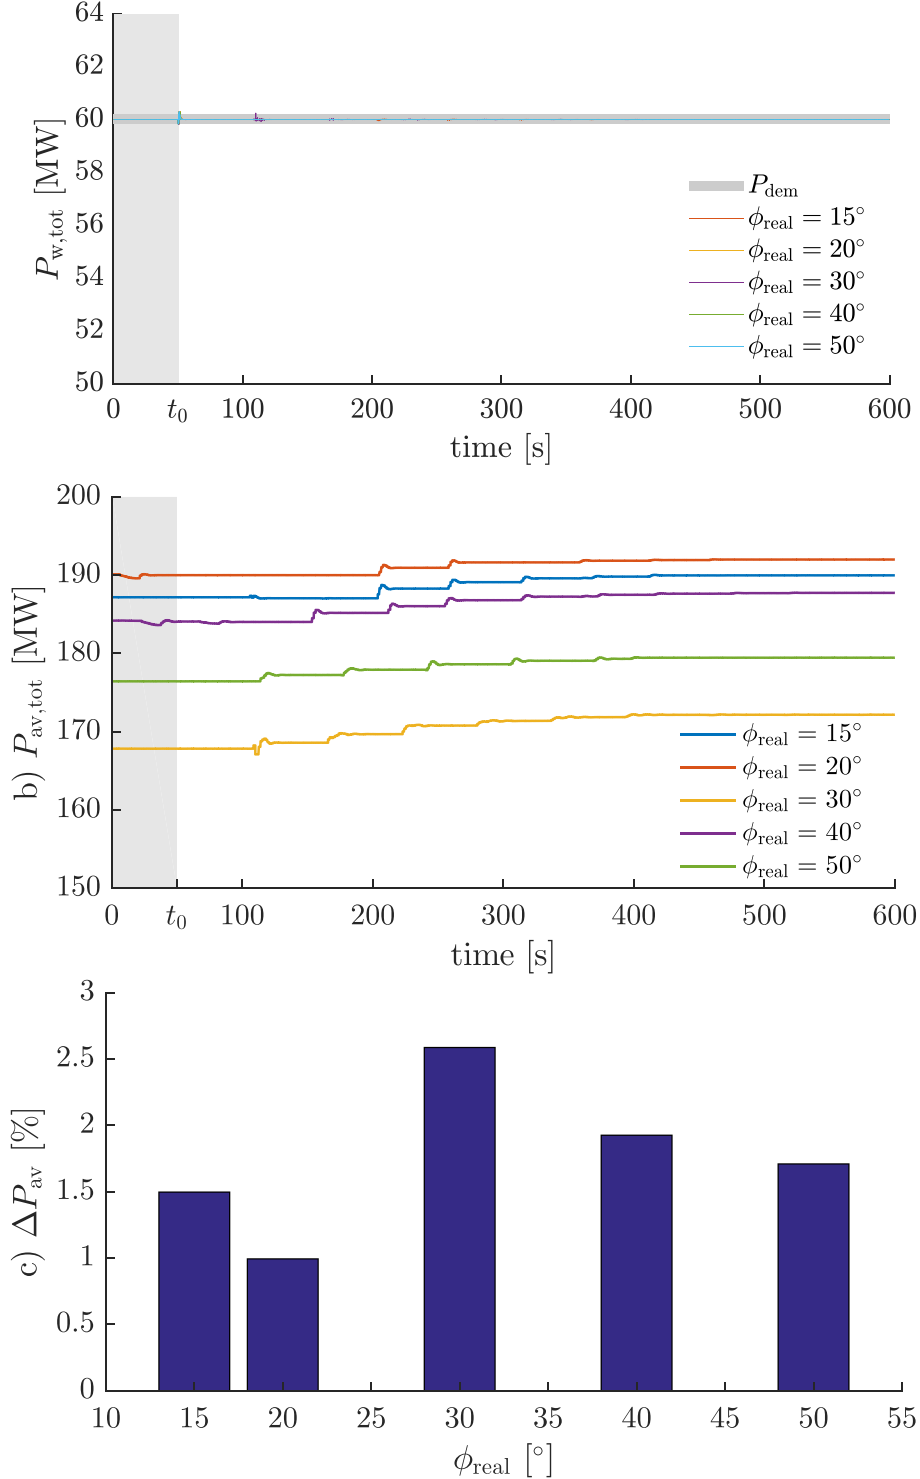 64
62
60
58
56
54
52
50
P_w,tot [MW]
P_dem
ϕ_real = 15°
ϕ_real = 20°
ϕ_real = 30°
ϕ_real = 40°
ϕ_real = 50°
0 t_0 100 200 300 400 500 600
time [s]
200
190
180
170
160
150
b) P_av,tot [MW]
ϕ_real = 15°
ϕ_real = 20°
ϕ_real = 30°
ϕ_real = 40°
ϕ_real = 50°
0 t_0 100 200 300 400 500 600
time [s]
3
2.5
2
1.5
1
0.5
0
c) ΔP_av [%]
10 15 20 25 30 35 40 45 50 55
ϕ_real [°]